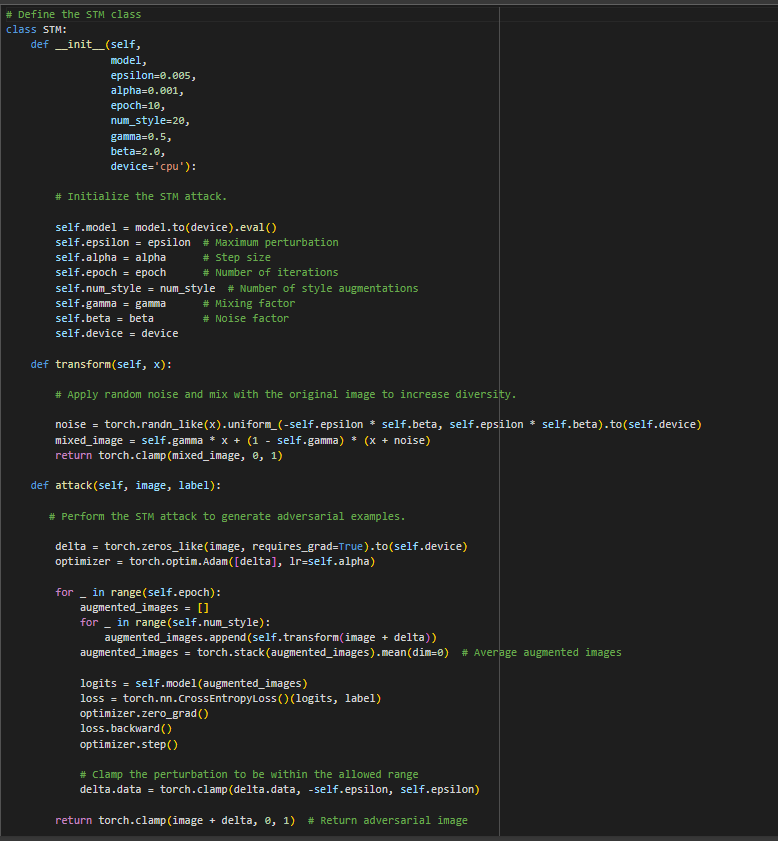 # Define the STM class
class STM:
    def __init__(self,
                 model,
                 epsilon=0.005,
                 alpha=0.001,
                 epoch=10,
                 num_style=20,
                 gamma=0.5,
                 beta=2.0,
                 device='cpu'):

        # Initialize the STM attack.

        self.model = model.to(device).eval()
        self.epsilon = epsilon  # Maximum perturbation
        self.alpha = alpha      # Step size
        self.epoch = epoch      # Number of iterations
        self.num_style = num_style  # Number of style augmentations
        self.gamma = gamma      # Mixing factor
        self.beta = beta        # Noise factor
        self.device = device

    def transform(self, x):

        # Apply random noise and mix with the original image to increase diversity.

        noise = torch.randn_like(x).uniform_(-self.epsilon * self.beta, self.epsilon * self.beta).to(self.device)
        mixed_image = self.gamma * x + (1 - self.gamma) * (x + noise)
        return torch.clamp(mixed_image, 0, 1)

    def attack(self, image, label):

       # Perform the STM attack to generate adversarial examples.

        delta = torch.zeros_like(image, requires_grad=True).to(self.device)
        optimizer = torch.optim.Adam([delta], lr=self.alpha)

        for _ in range(self.epoch):
            augmented_images = []
            for _ in range(self.num_style):
                augmented_images.append(self.transform(image + delta))
            augmented_images = torch.stack(augmented_images).mean(dim=0)  # Average augmented images

            logits = self.model(augmented_images)
            loss = torch.nn.CrossEntropyLoss()(logits, label)
            optimizer.zero_grad()
            loss.backward()
            optimizer.step()

            # Clamp the perturbation to be within the allowed range
            delta.data = torch.clamp(delta.data, -self.epsilon, self.epsilon)

        return torch.clamp(image + delta, 0, 1)  # Return adversarial image